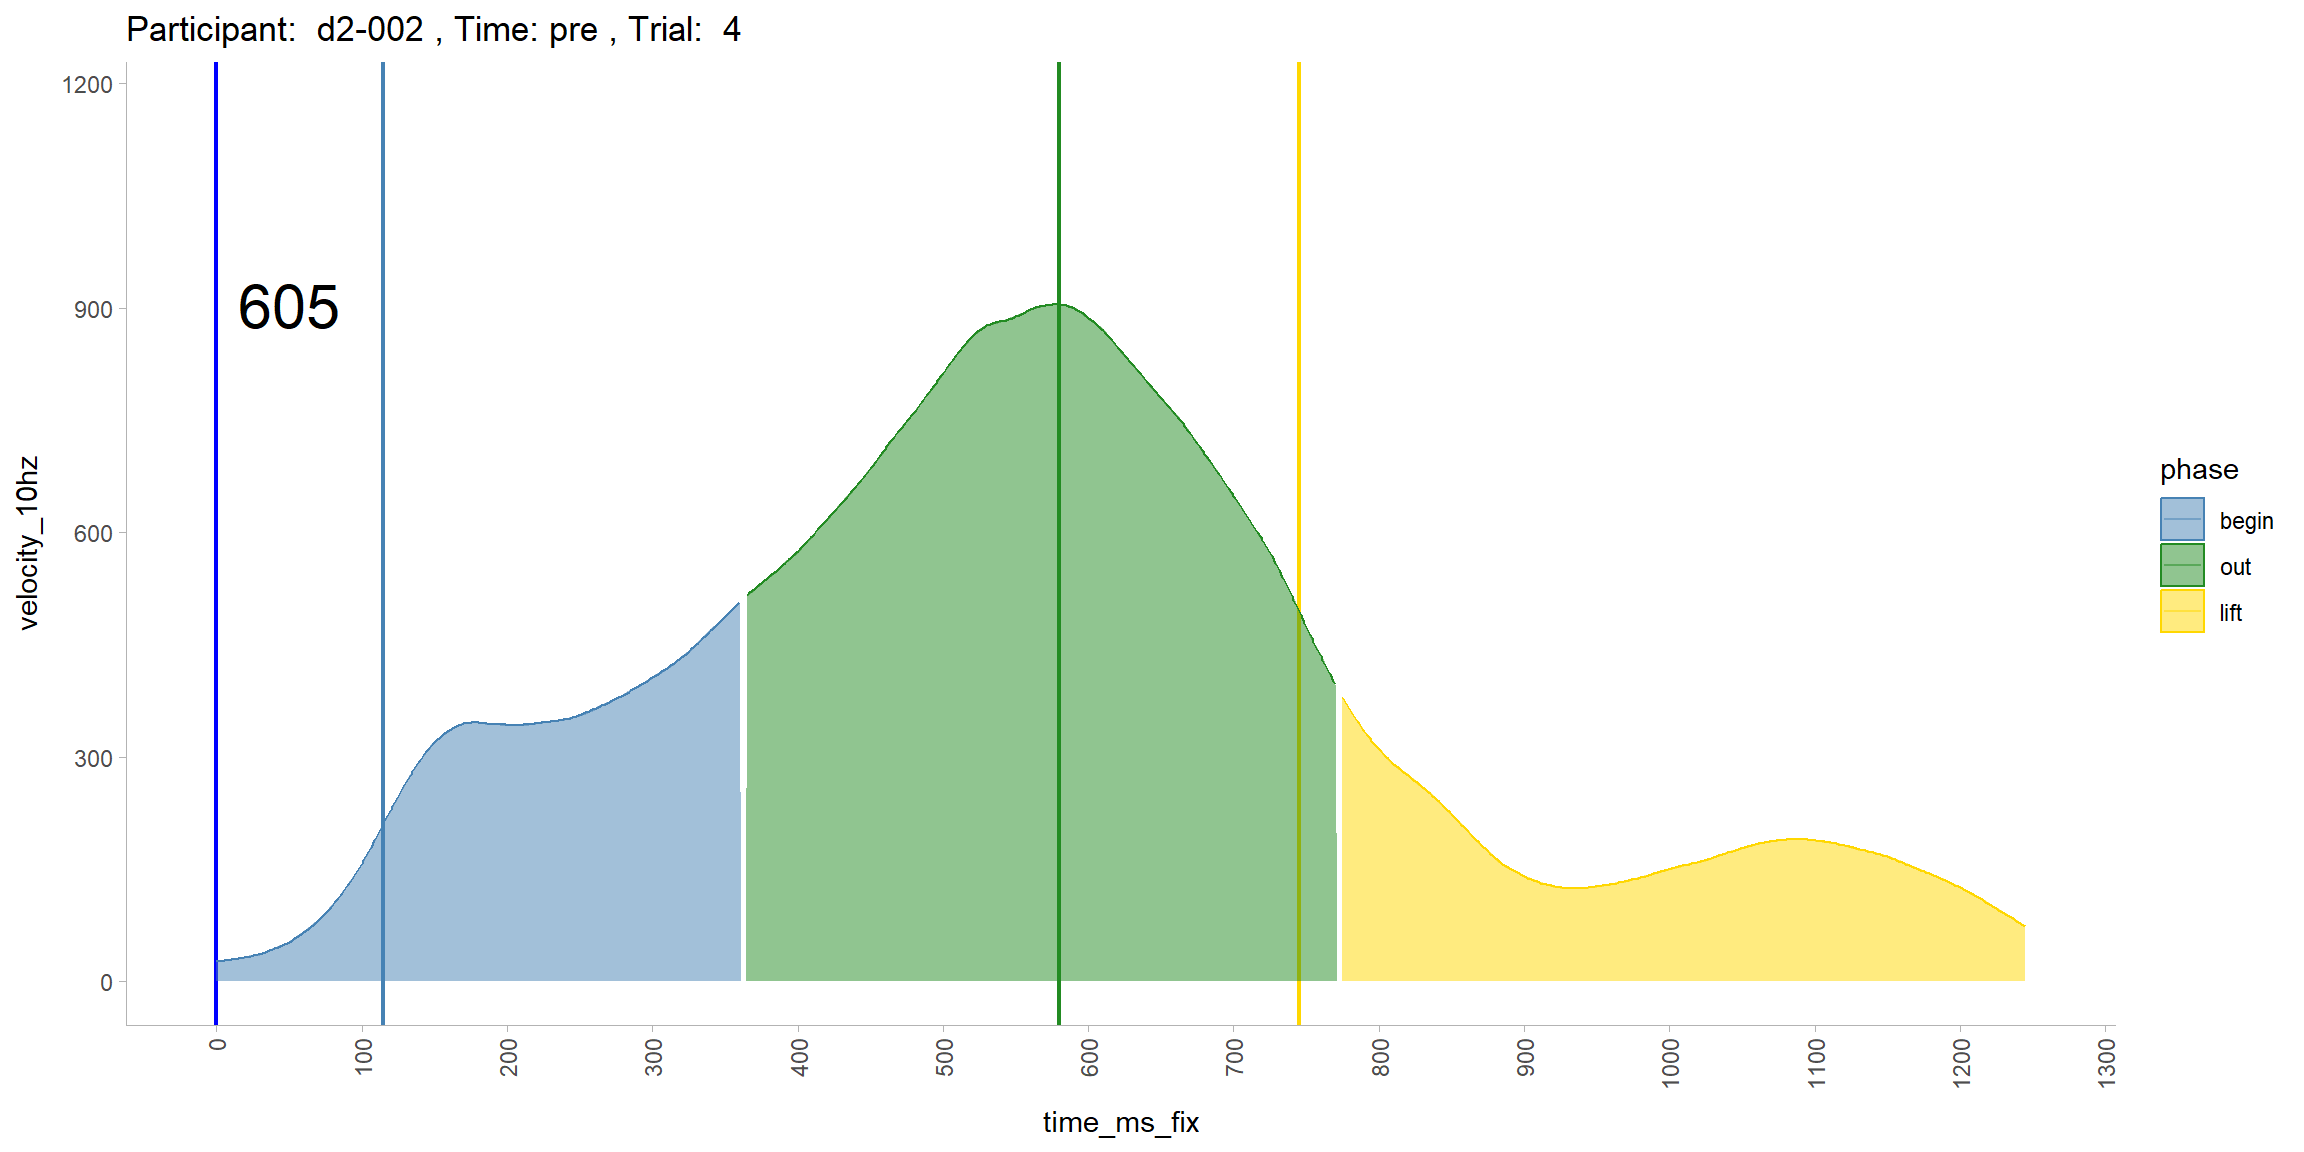 Participant:  d2-002 , Time: pre , Trial:  4
1200
900
600
300
0
velocity_10hz
605
0
100
200
300
400
500
600
700
800
900
1000
1100
1200
1300
time_ms_fix
phase
begin
out
lift